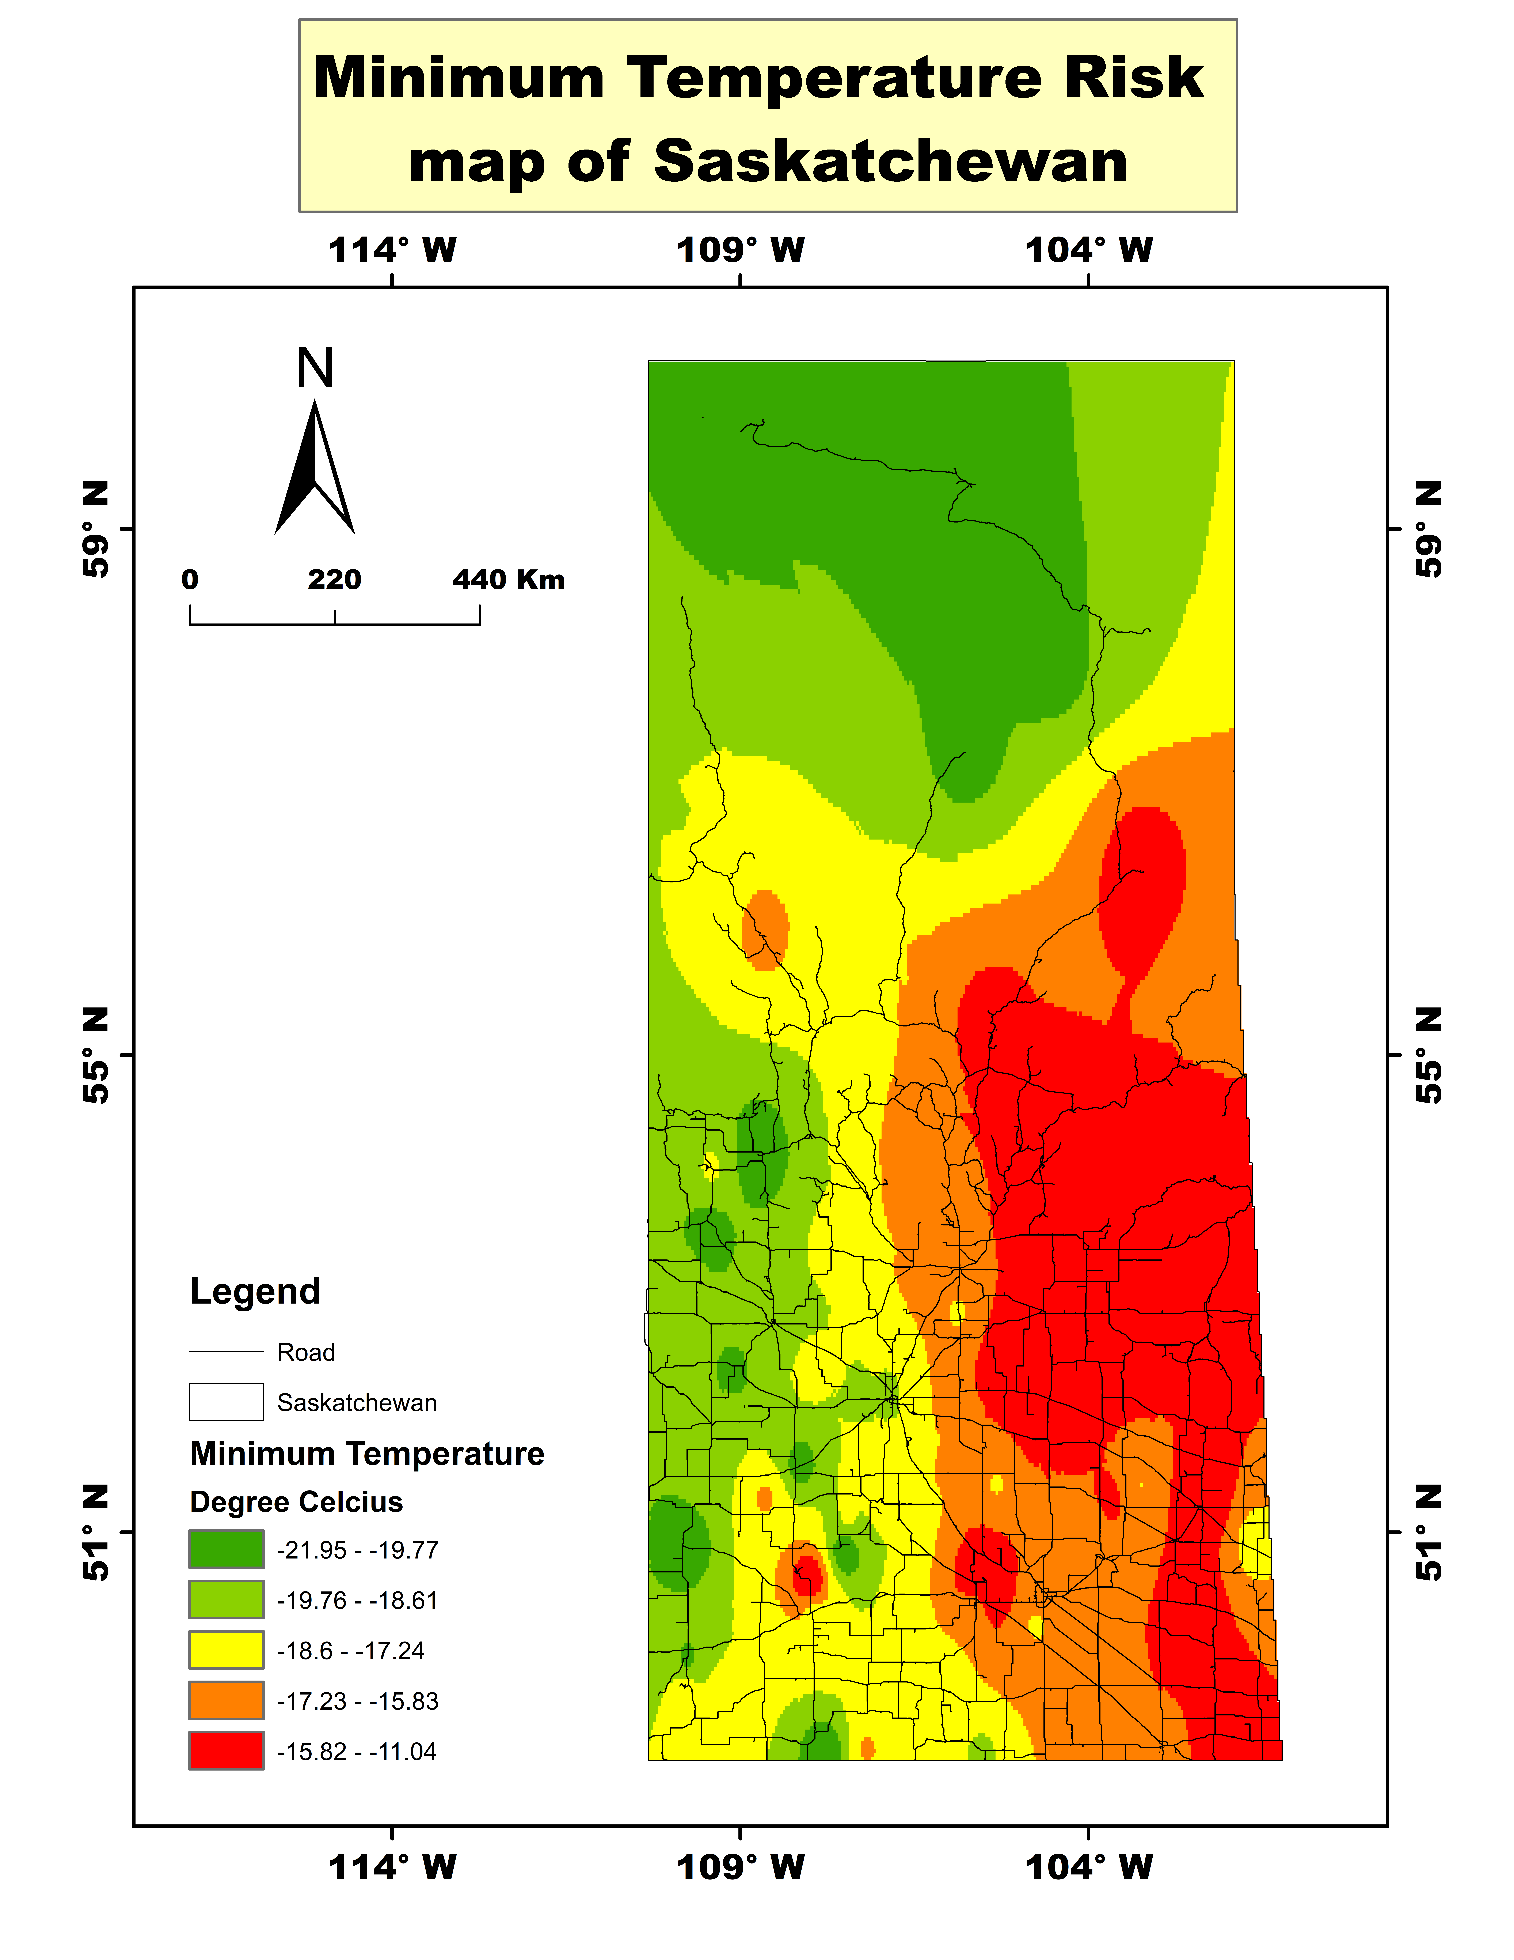 Minimum Temperature Risk
map of Saskatchewan
114° W 109° W 104° W
N
59° N 59° N
0 220 440 Km
55° N 55° N
Legend
Road
Saskatchewan
Minimum Temperature
Degree Celcius
51° N 51° N
-21.95 - -19.77
-19.76 - -18.61
-18.6 - -17.24
-17.23 - -15.83
-15.82 - -11.04
114° W 109° W 104° W